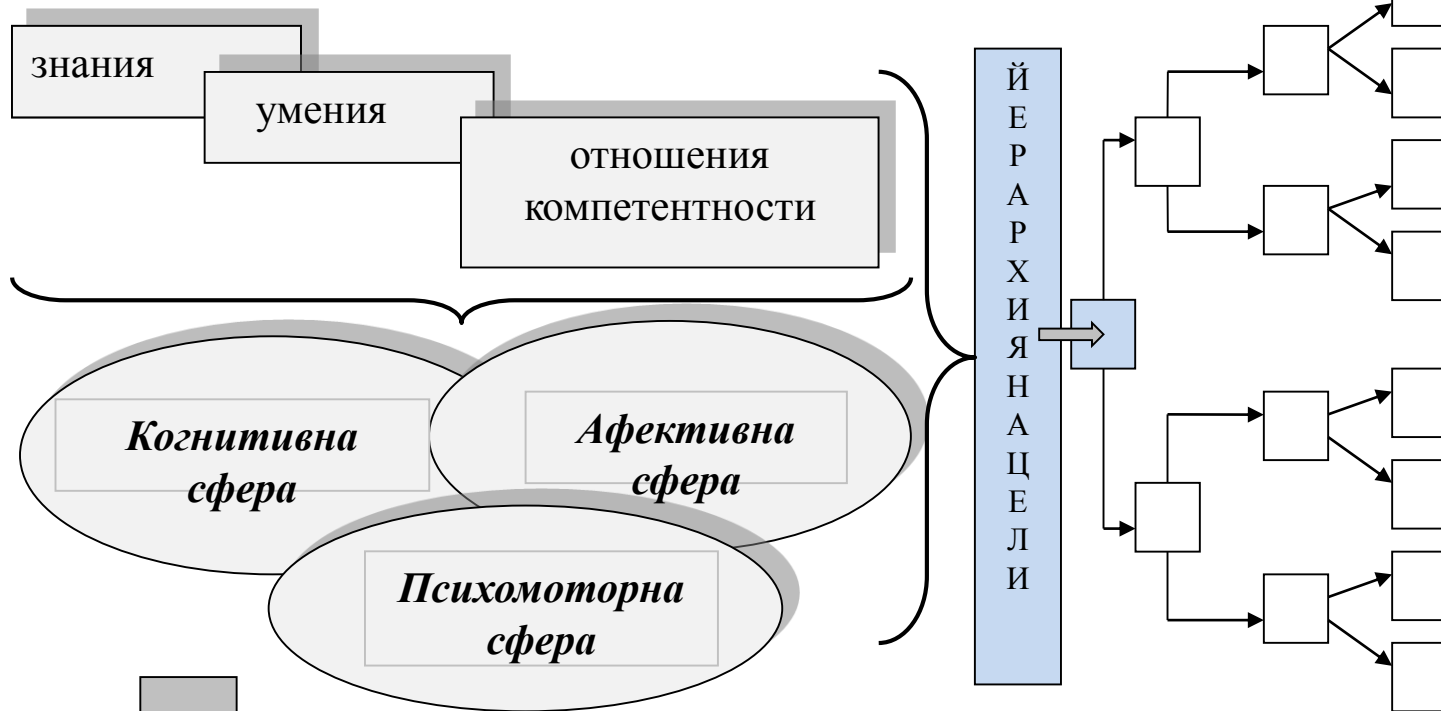 знания
умения
отношения
компетентности
Когнитивна
сфера
Афективна
сфера
Психомоторна
сфера
Й
Е
Р
А
Р
Х
И
Я
Н
А
Ц
Е
Л
И